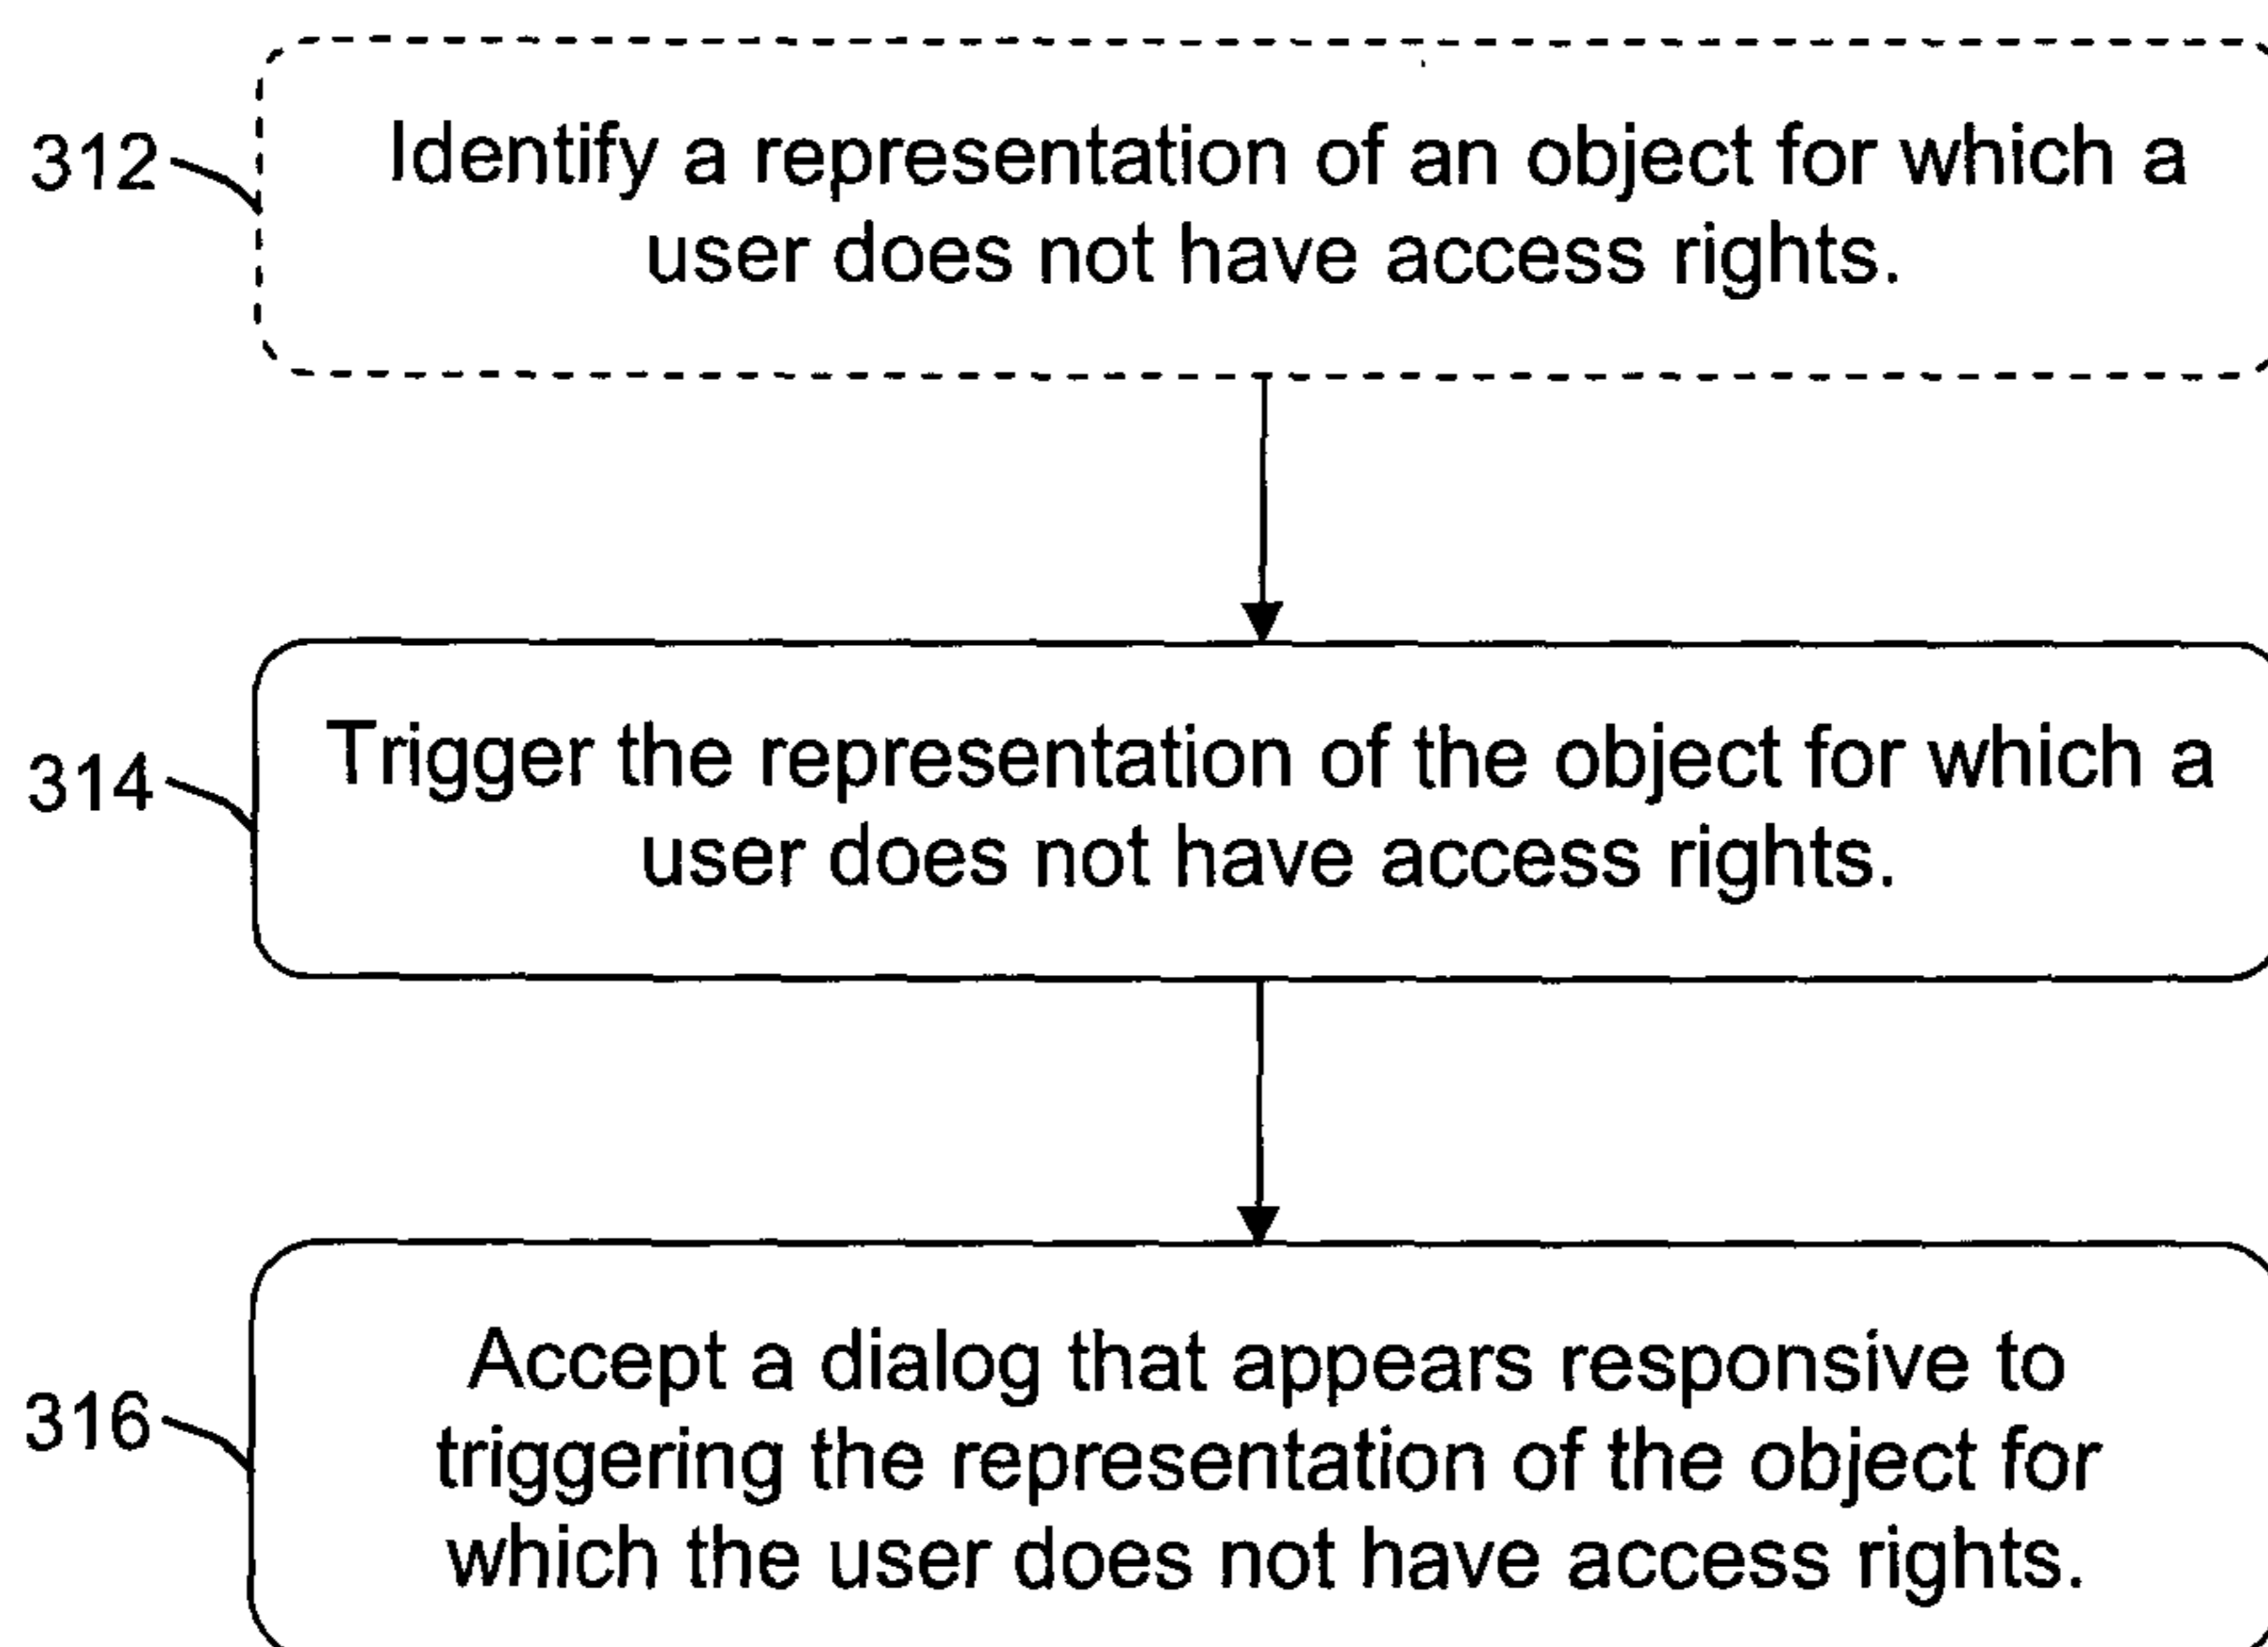 312
Identify a representation of an object for which a
user does not have access rights.
314
Trigger the representation of the object for which a
user does not have access rights.
316
Accept a dialog that appears responsive to
triggering the representation of the object for
which the user does not have access rights.